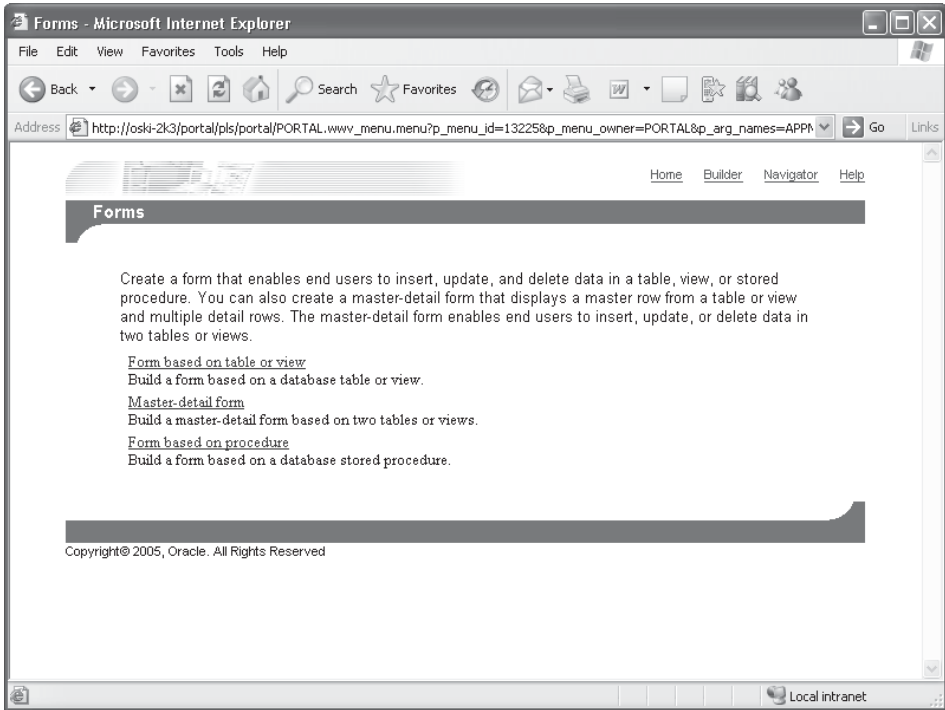 Forms - Microsoft Internet Explorer
File Edit View Favorites Tools Help
Back Search Favorites
Address http://oski-2k3/portal/pls/portal/PORTAL.wwv_menu.menu?p_menu_id=13225&p_menu_owner=PORTAL&p_arg_names=APPN Go Links
Home Builder Navigator Help
Forms
Create a form that enables end users to insert, update, and delete data in a table, view, or stored
procedure. You can also create a master-detail form that displays a master row from a table or view
and multiple detail rows. The master-detail form enables end users to insert, update, or delete data in
two tables or views.
Form based on table or view
Build a form based on a database table or view.
Master-detail form
Build a master-detail form based on two tables or views.
Form based on procedure
Build a form based on a database stored procedure.
Copyright© 2005, Oracle. All Rights Reserved
Local intranet